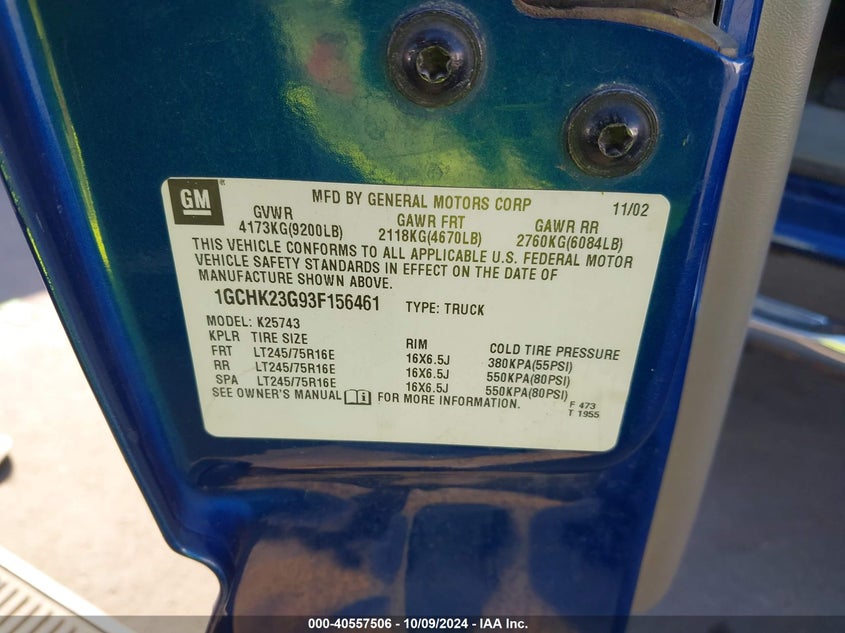 GM
MFD BY GENERAL MOTORS CORP 11/02
GVWR GAWR FRT GAWR RR
4173KG(9200LB) 2118KG(4670LB) 2760KG(6084LB)
THIS VEHICLE CONFORMS TO ALL APPLICABLE U.S. FEDERAL MOTOR
VEHICLE SAFETY STANDARDS IN EFFECT ON THE DATE OF
MANUFACTURE SHOWN ABOVE.
1GCHK23G93F156461 TYPE: TRUCK
MODEL: K25743
KPLR TIRE SIZE RIM COLD TIRE PRESSURE
FRT LT245/75R16E 16X6.5J 380KPA(55PSI)
RR LT245/75R16E 16X6.5J 550KPA(80PSI)
SPA LT245/75R16E 16X6.5J 550KPA(80PSI)
SEE OWNER'S MANUAL FOR MORE INFORMATION.
F 473
T 1955
000-40557506 - 10/09/2024 - IAA Inc.